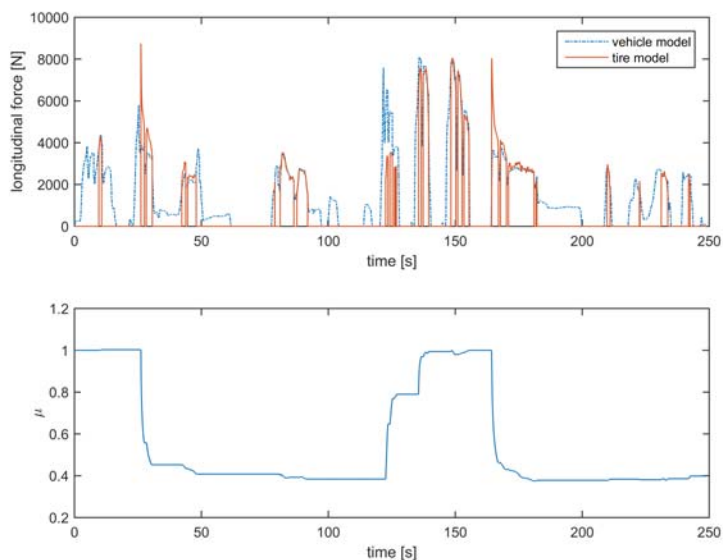 10000
8000
6000
4000
2000
0
longitudinal force [N]
vehicle model
tire model
0 50 100 150 200 250
time [s]
1.2
1
0.8
0.6
0.4
0.2
μ
0 50 100 150 200 250
time [s]